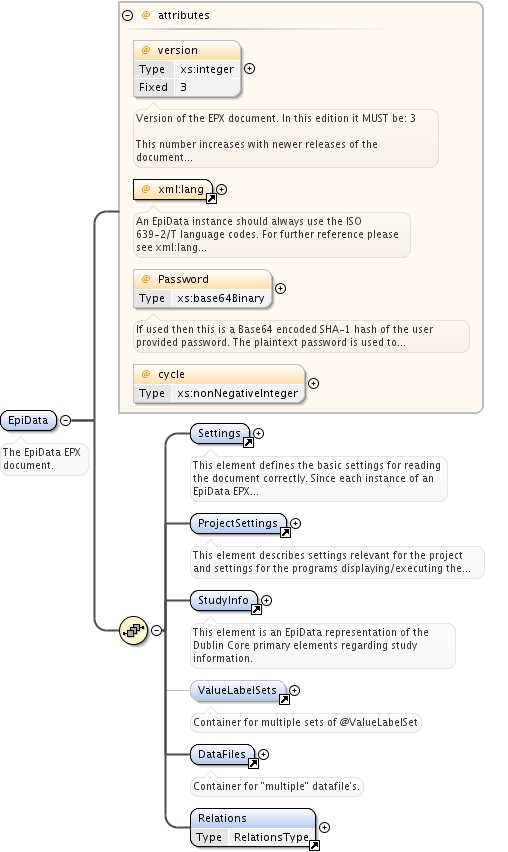 @ attributes
@ version
Type xs:integer
Fixed 3
Version of the EPX document. In this edition it MUST be: 3
This number increases with newer releases of the
document...
@ xml:lang
An EpiData instance should always use the ISO
639-2/T language codes. For further reference please
see xml:lang...
@ Password
Type xs:base64Binary
If used then this is a Base64 encoded SHA-1 hash of the user
provided password. The plaintext password is used to...
@ cycle
Type xs:nonNegativeInteger
EpiData
The EpiData EPX
document.
Settings
This element defines the basic settings for reading
the document correctly. Since each instance of an
EpiData EPX...
ProjectSettings
This element describes settings relevant for the project
and settings for the programs displaying/executing the...
StudyInfo
This element is an EpiData representation of the
Dublin Core primary elements regarding study
information.
ValueLabelSets
Container for multiple sets of @ValueLabelSet
DataFiles
Container for "multiple" datafile's.
Relations
Type RelationsType